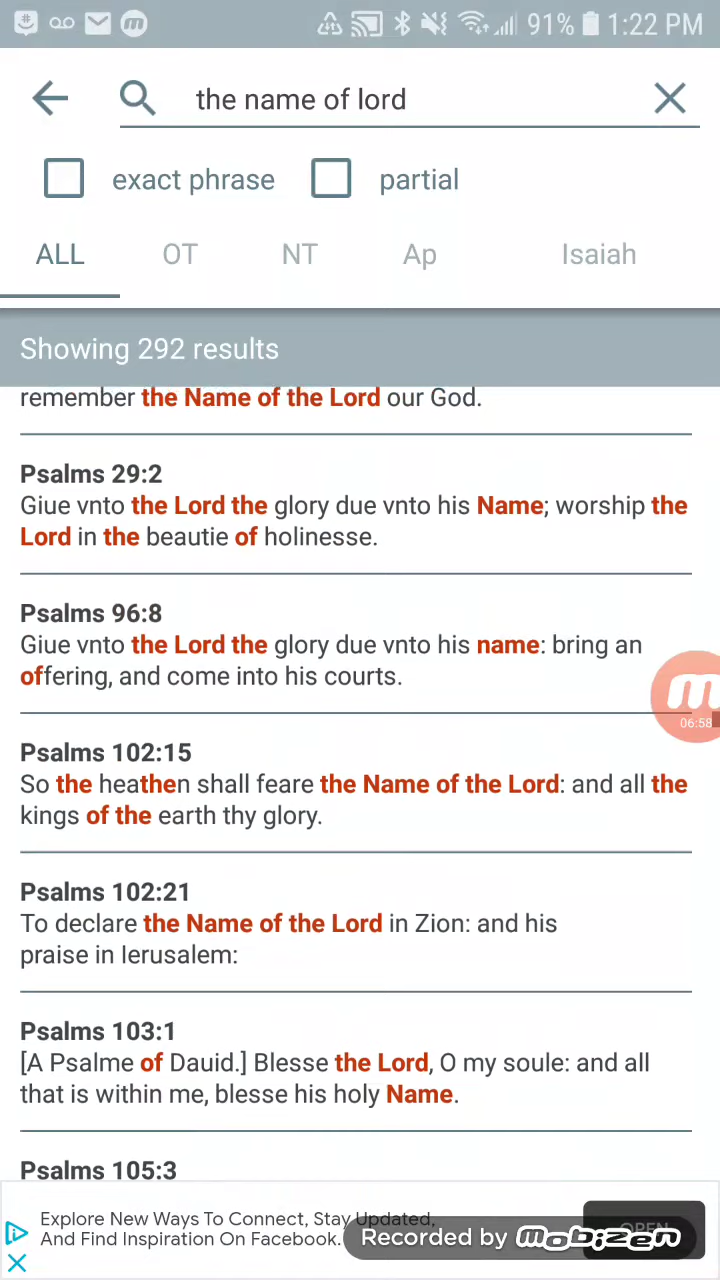 91% 1:22 PM
the name of lord
exact phrase partial
ALL OT NT Ap Isaiah
Showing 292 results
remember the Name of the Lord our God.
Psalms 29:2
Giue vnto the Lord the glory due vnto his Name; worship the
Lord in the beautie of holinesse.
Psalms 96:8
Giue vnto the Lord the glory due vnto his name: bring an
offering, and come into his courts.
06:58
Psalms 102:15
So the heathen shall feare the Name of the Lord: and all the
kings of the earth thy glory.
Psalms 102:21
To declare the Name of the Lord in Zion: and his
praise in Ierusalem:
Psalms 103:1
[A Psalme of Dauid.] Blesse the Lord, O my soule: and all
that is within me, blesse his holy Name.
Psalms 105:3
Explore New Ways To Connect, Stay Updated,
And Find Inspiration On Facebook.
OPEN
Recorded by mobizen